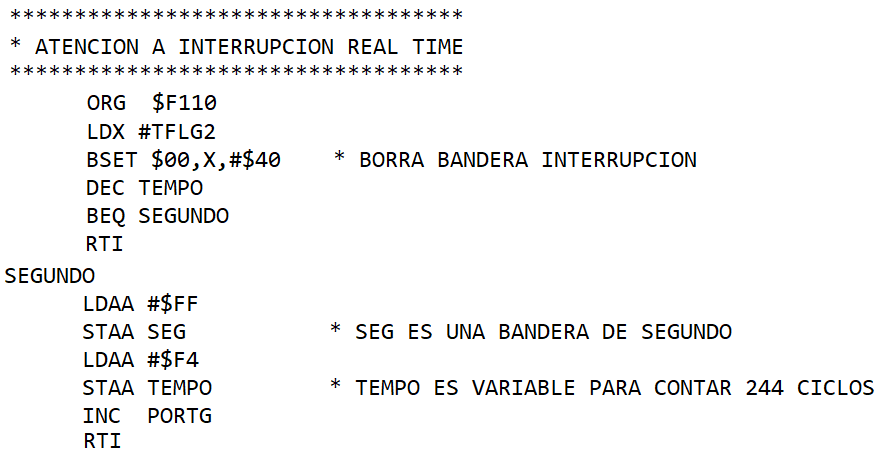 ***********************************
* ATENCION A INTERRUPCION REAL TIME
***********************************
ORG $F110
LDX #TFLG2
BSET $00,X,#$40 * BORRA BANDERA INTERRUPCION
DEC TEMPO
BEQ SEGUNDO
RTI
SEGUNDO
LDAA #$FF
STAA SEG * SEG ES UNA BANDERA DE SEGUNDO
LDAA #$F4
STAA TEMPO * TEMPO ES VARIABLE PARA CONTAR 244 CICLOS
INC PORTG
RTI